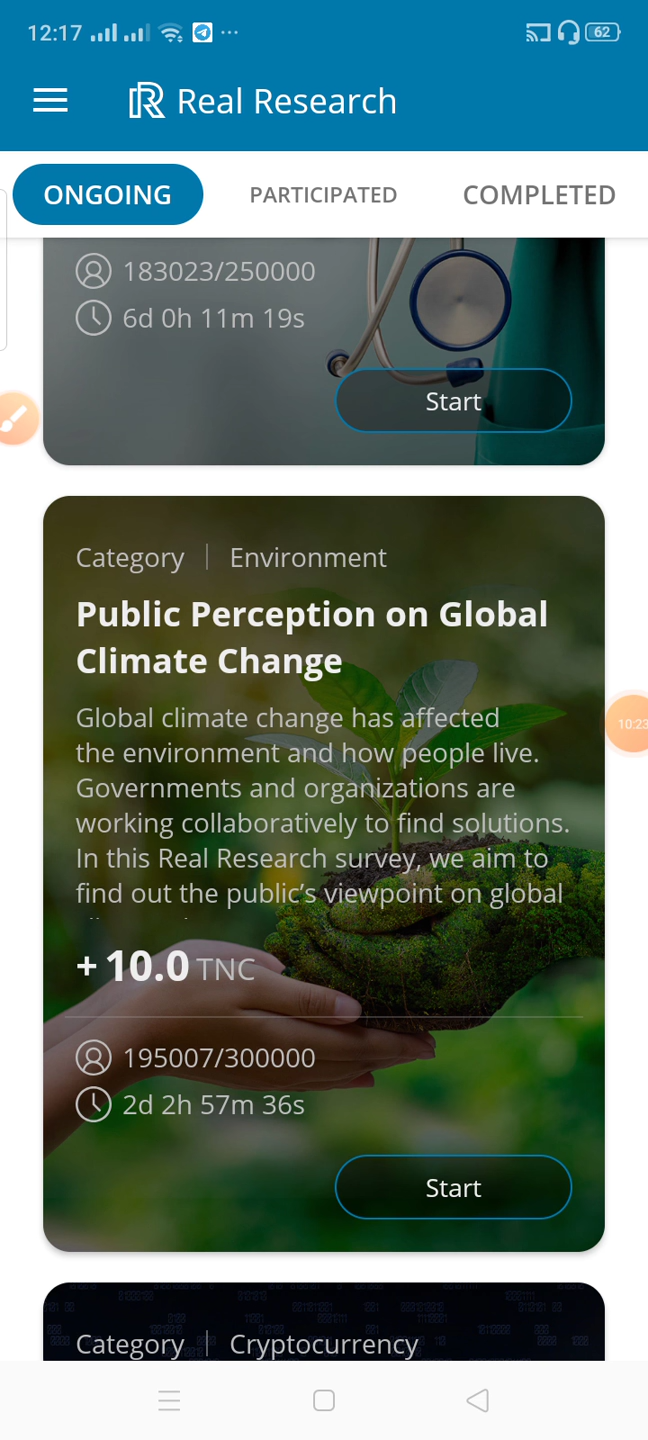 12:17
62
Real Research
ONGOING PARTICIPATED COMPLETED
183023/250000
6d 0h 11m 19s
Start
Category | Environment
Public Perception on Global
Climate Change
Global climate change has affected
the environment and how people live.
Governments and organizations are
working collaboratively to find solutions.
In this Real Research survey, we aim to
find out the public’s viewpoint on global
+ 10.0 TNC
195007/300000
2d 2h 57m 36s
Start
10:23
Category | Cryptocurrency